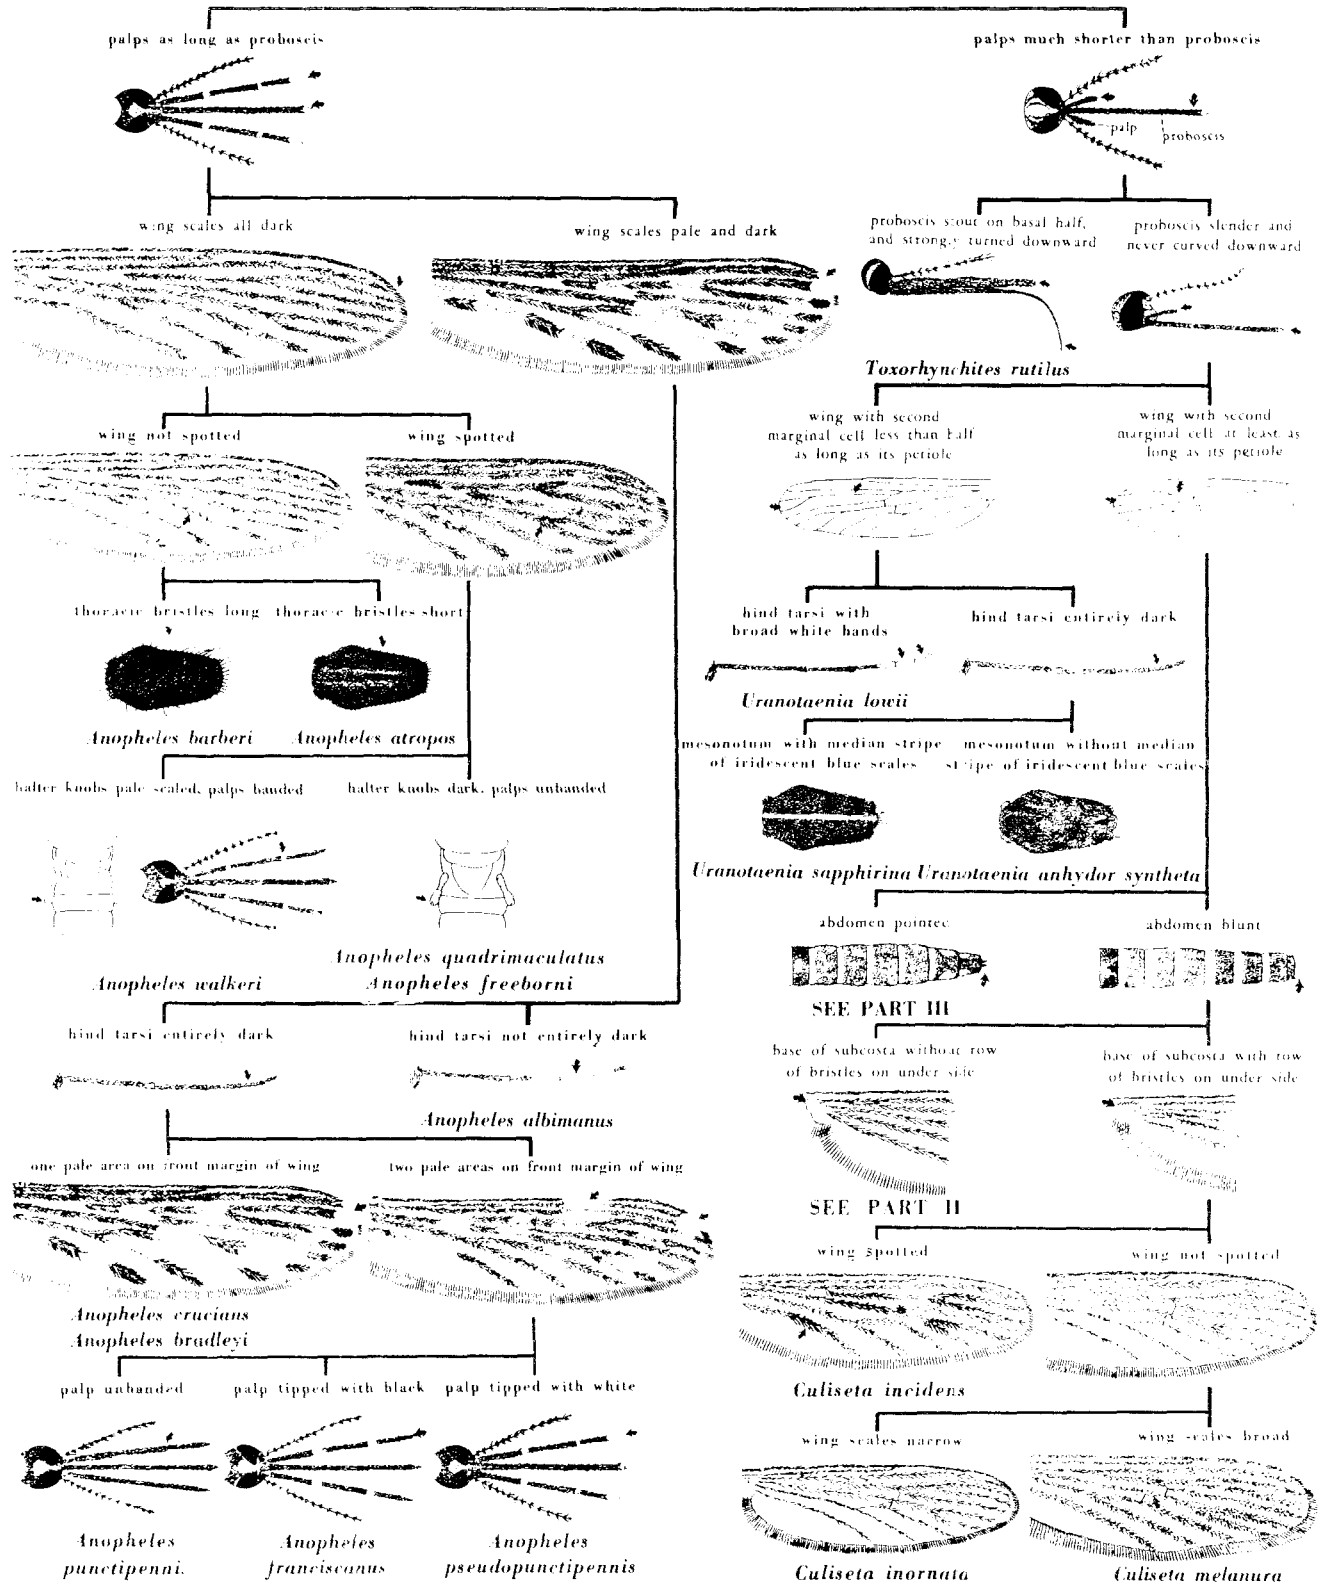 palps as long as proboscis
palps much shorter than proboscis
palp
proboscis
wing scales all dark
wing scales pale and dark
proboscis stout on basal half,
and strongly turned downward
proboscis slender and
never curved downward
Toxorhynchites rutilus
wing not spotted
wing spotted
wing with second
marginal cell less than half
as long as its petiole
wing with second
marginal cell at least as
long as its petiole
thoracic bristles long
thoracic bristles short
hind tarsi with
broad white bands
hind tarsi entirely dark
Uranotaenia lowii
Anopheles barberi
Anopheles atropos
mesonotum with median stripe
of iridescent blue scales
mesonotum without median
stripe of iridescent blue scales
halter knobs pale scaled, palps banded
halter knobs dark, palps unbanded
Uranotaenia sapphirina
Uranotaenia anhydor syntheta
abdomen pointed
abdomen blunt
Anopheles walkeri
Anopheles quadrimaculatus
Anopheles freeborni
SEE PART III
hind tarsi entirely dark
hind tarsi not entirely dark
base of subcosta without row
of bristles on under side
base of subcosta with row
of bristles on under side
Anopheles albimanus
one pale area on front margin of wing
two pale areas on front margin of wing
SEE PART II
wing spotted
wing not spotted
Anopheles crucians
Anopheles bradleyi
palp unbanded
palp tipped with black
palp tipped with white
Culiseta incidens
wing scales narrow
wing scales broad
Anopheles
punctipenni.
Anopheles
franciscanus
Anopheles
pseudopunctipennis
Culiseta inornata
Culiseta melanura